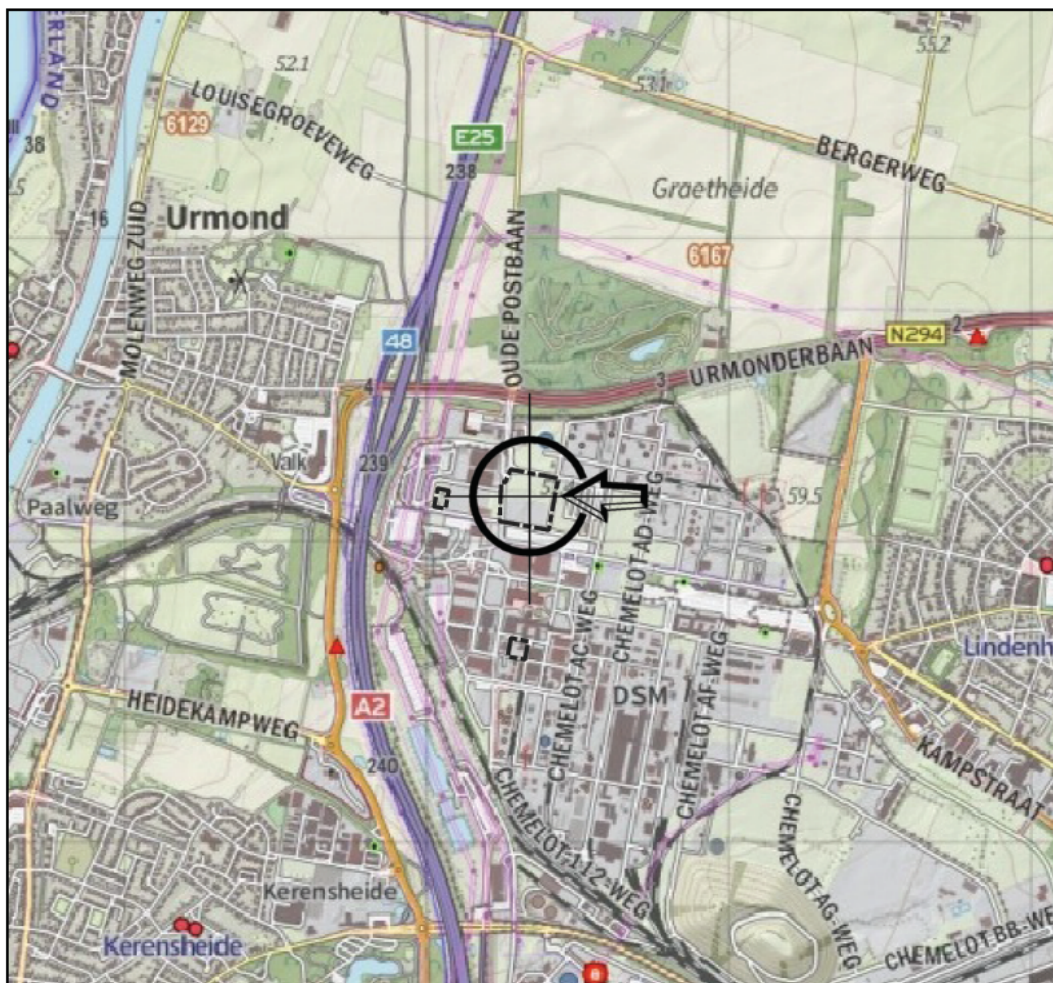 ERLAND
52.1
55.2
53.1
LOUISEGROEVEWEG
6129
E25
38
238
BERGERWEG
Graetheide
16
Urmond
MOLENWEG-ZUID
OUDE POSTBAAN
6167
48
N294
2
URMONDERBAAN
3
4
Valk
239
59.5
Paalweg
CHEMELOT-AD-WEG
CHEMELOT-AC-WEG
CHEMELOT-AF-WEG
Lindenh
DSM
A2
HEIDEKAMPWEG
240
KAMPSTRAAT
CHEMELOT-112-WEG
CHEMELOT-AG-WEG
Kerensheide
Kerensheide
CHEMELOT BB-WE